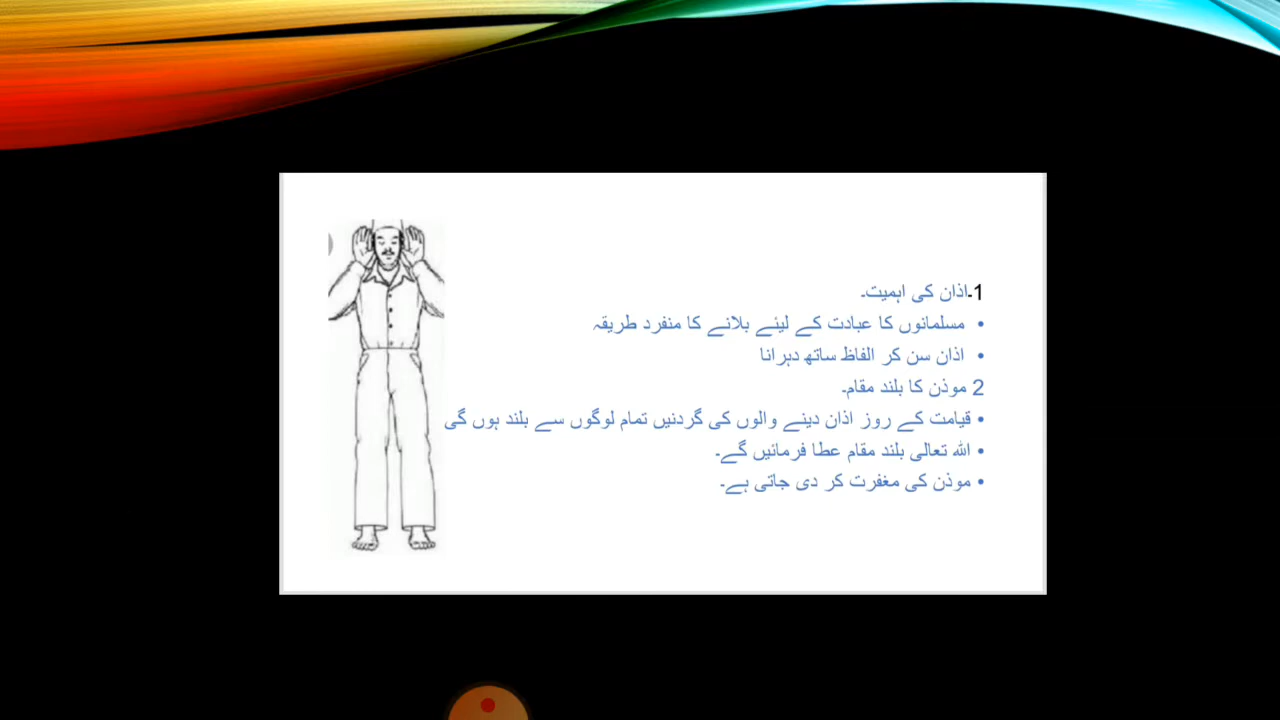 1۔اذان کی اہمیت۔
• مسلمانوں کا عبادت کے لیئے بلانے کا منفرد طریقہ
• اذان سن کر الفاظ ساتھ دہرانا
2 موذن کا بلند مقام۔
• قیامت کے روز اذان دینے والوں کی گردنیں تمام لوگوں سے بلند ہوں گی
• اللہ تعالی بلند مقام عطا فرمائیں گے۔
• موذن کی مغفرت کر دی جاتی ہے۔